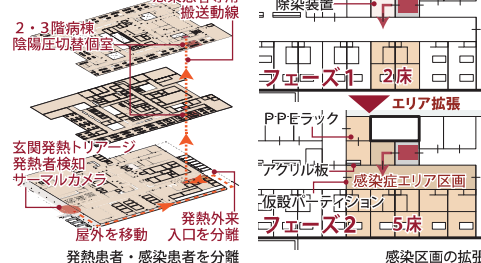 搬送動線
2・3階病棟
陰陽圧切替個室
玄関発熱トリアージ
発熱者検知
サーマルカメラ
屋外を移動
発熱外来
入口を分離
発熱患者・感染患者を分離
除染装置
フェーズ1
2床
エリア拡張
PPEラック
アクリル板
感染症エリア区画
仮設パーティション
フェーズ2
5床
感染区画の拡張